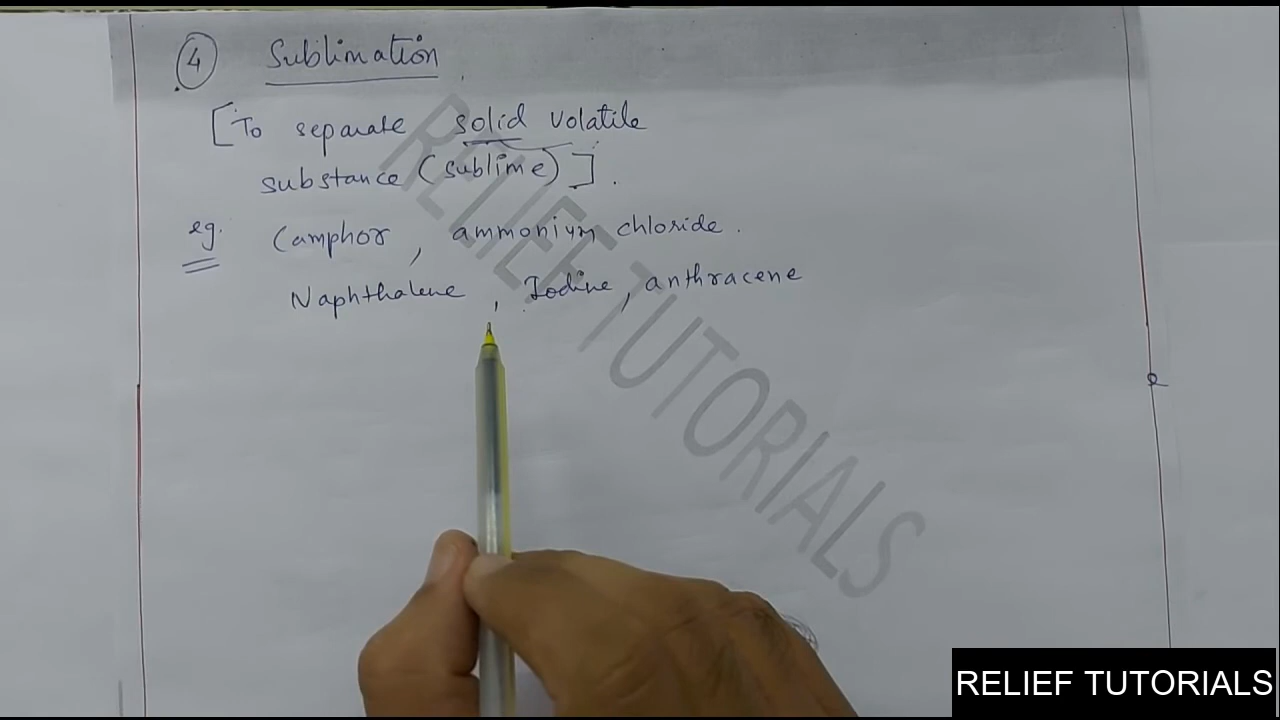 4 Sublimation
[To separate solid volatile
substance (sublime)].
eg. Camphor, ammonium chloride.
Naphthalene, Iodine, anthracene
RELIEF TUTORIALS
RELIEF TUTORIALS